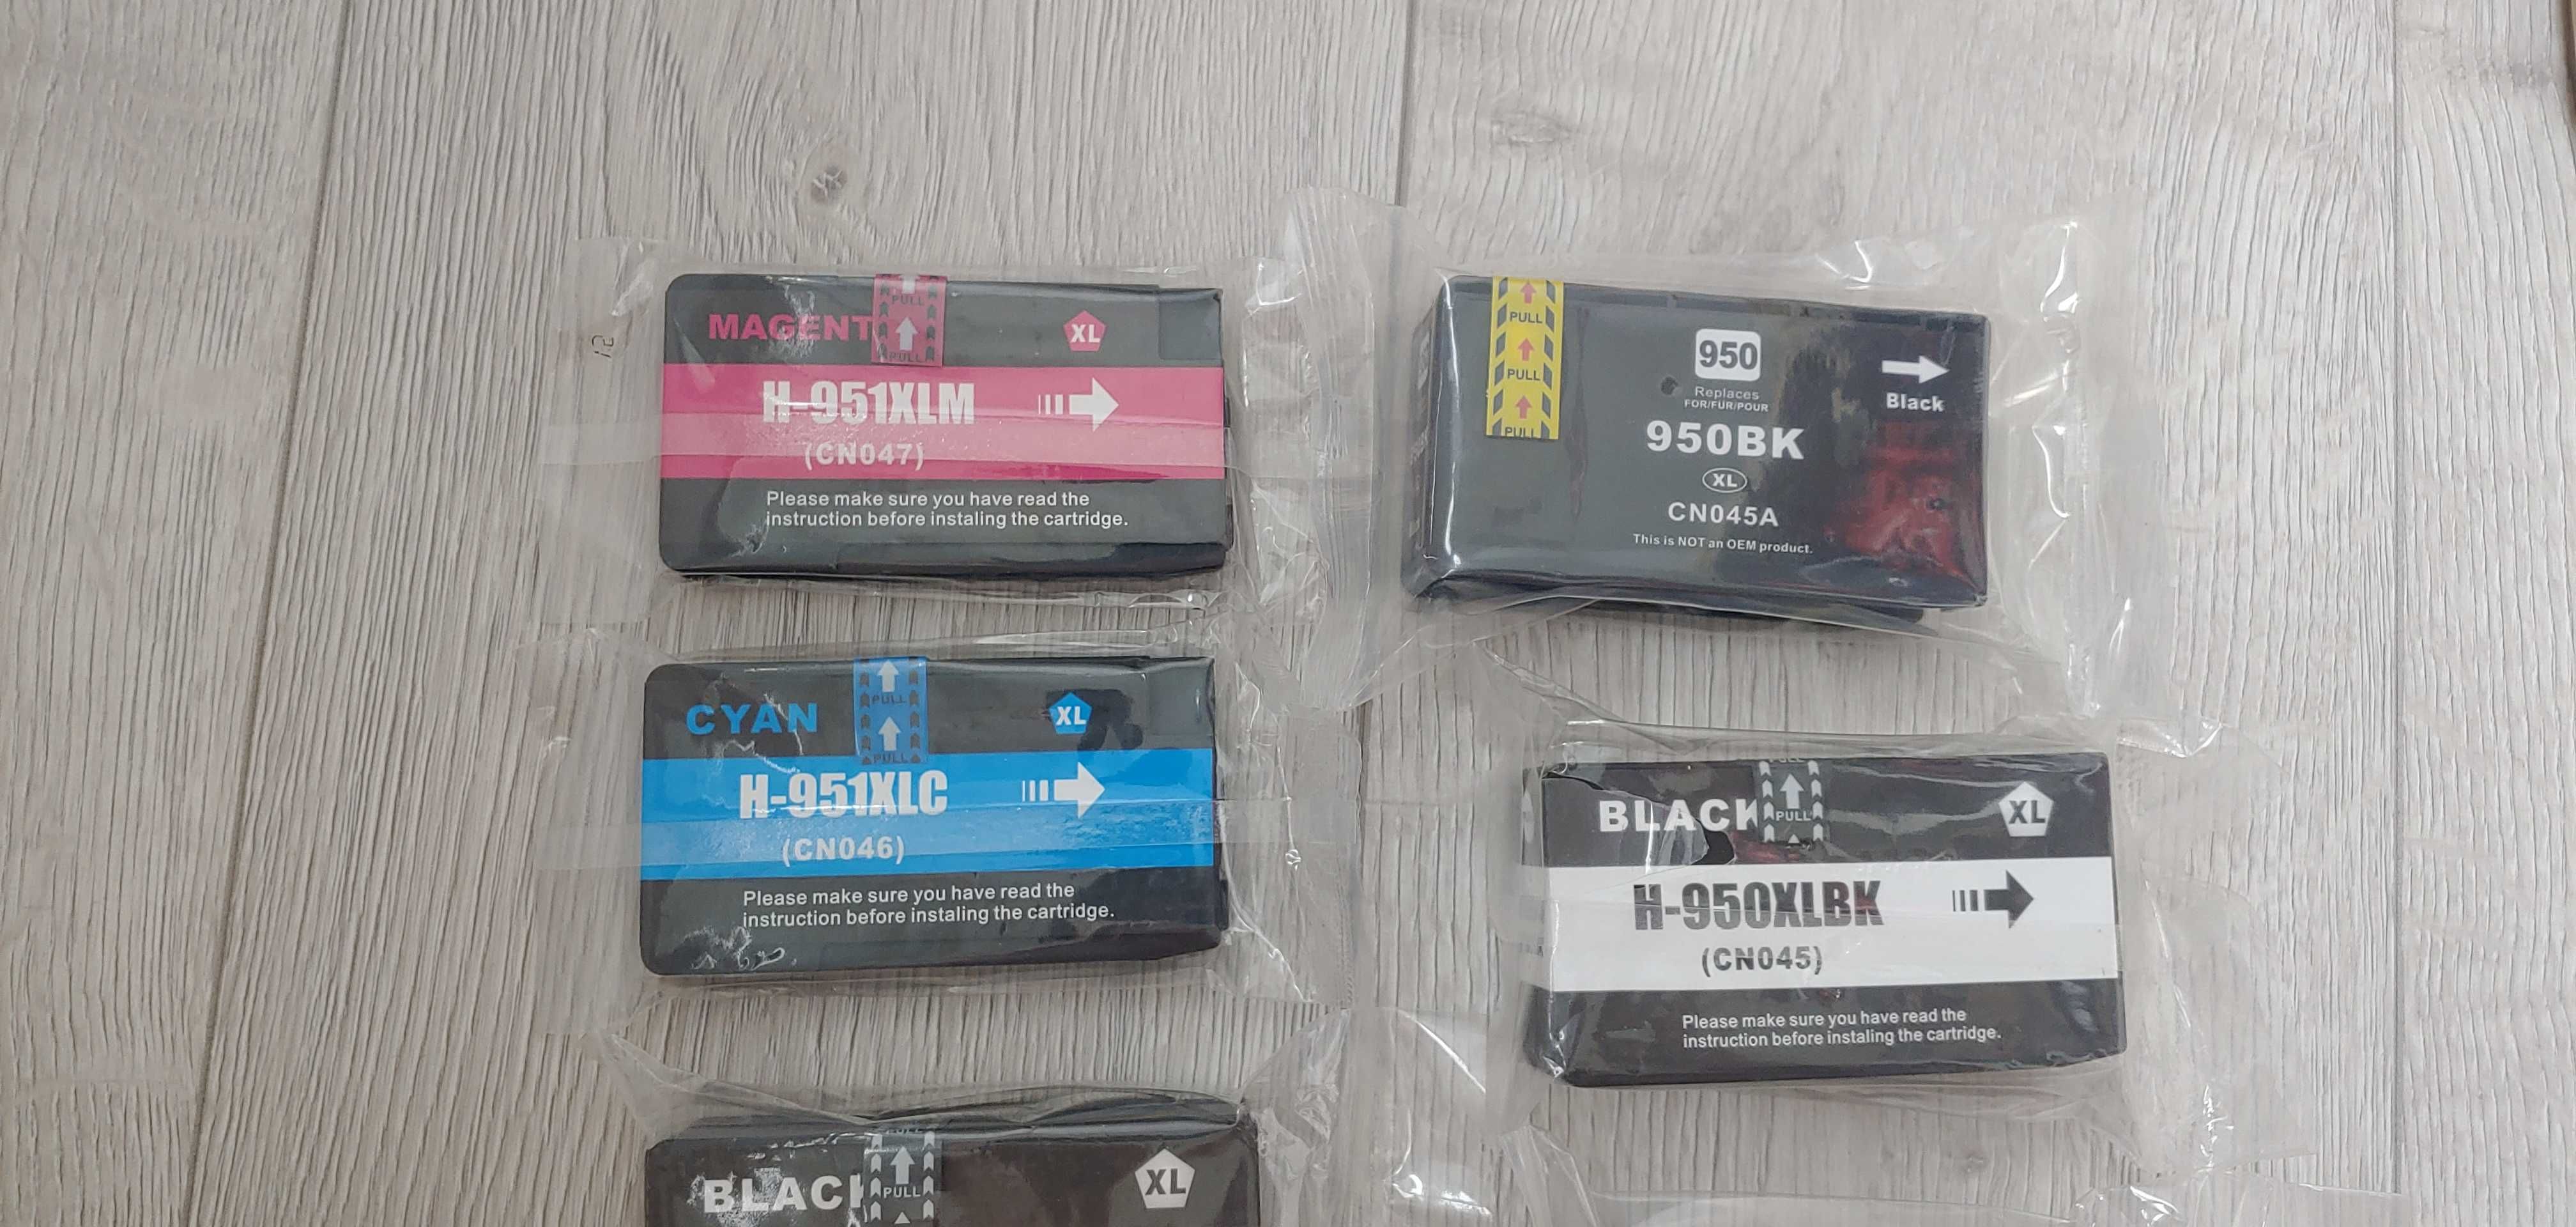 MAGENT
PULL
PULL
XL
H-951XLM
(CN047)
Please make sure you have read the
instruction before instaling the cartridge.
PULL
PULL
PULL
950
Replaces
FOR/FÜR/POUR
950BK
XL
CN045A
This is NOT an OEM product.
Black
CYAN
PULL
PULL
XL
H-951XLC
(CN046)
Please make sure you have read the
instruction before instaling the cartridge.
BLACK
PULL
XL
H-950XLBK
(CN045)
Please make sure you have read the
instruction before instaling the cartridge.
BLACK
PULL
XL